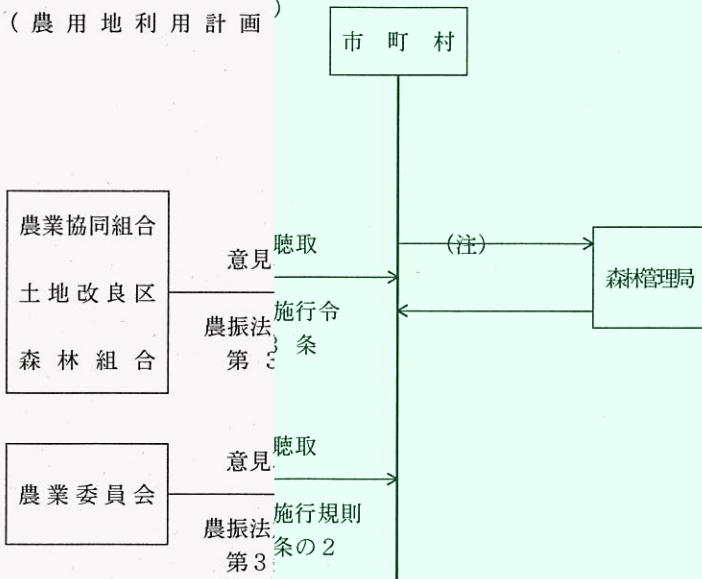 （農用地利用計画）
市町村
農業協同組合
土地改良区
森林組合
意見聴取
農振法施行令
第3条
（注）
森林管理局
農業委員会
意見聴取
農振法施行規則
第3条の2